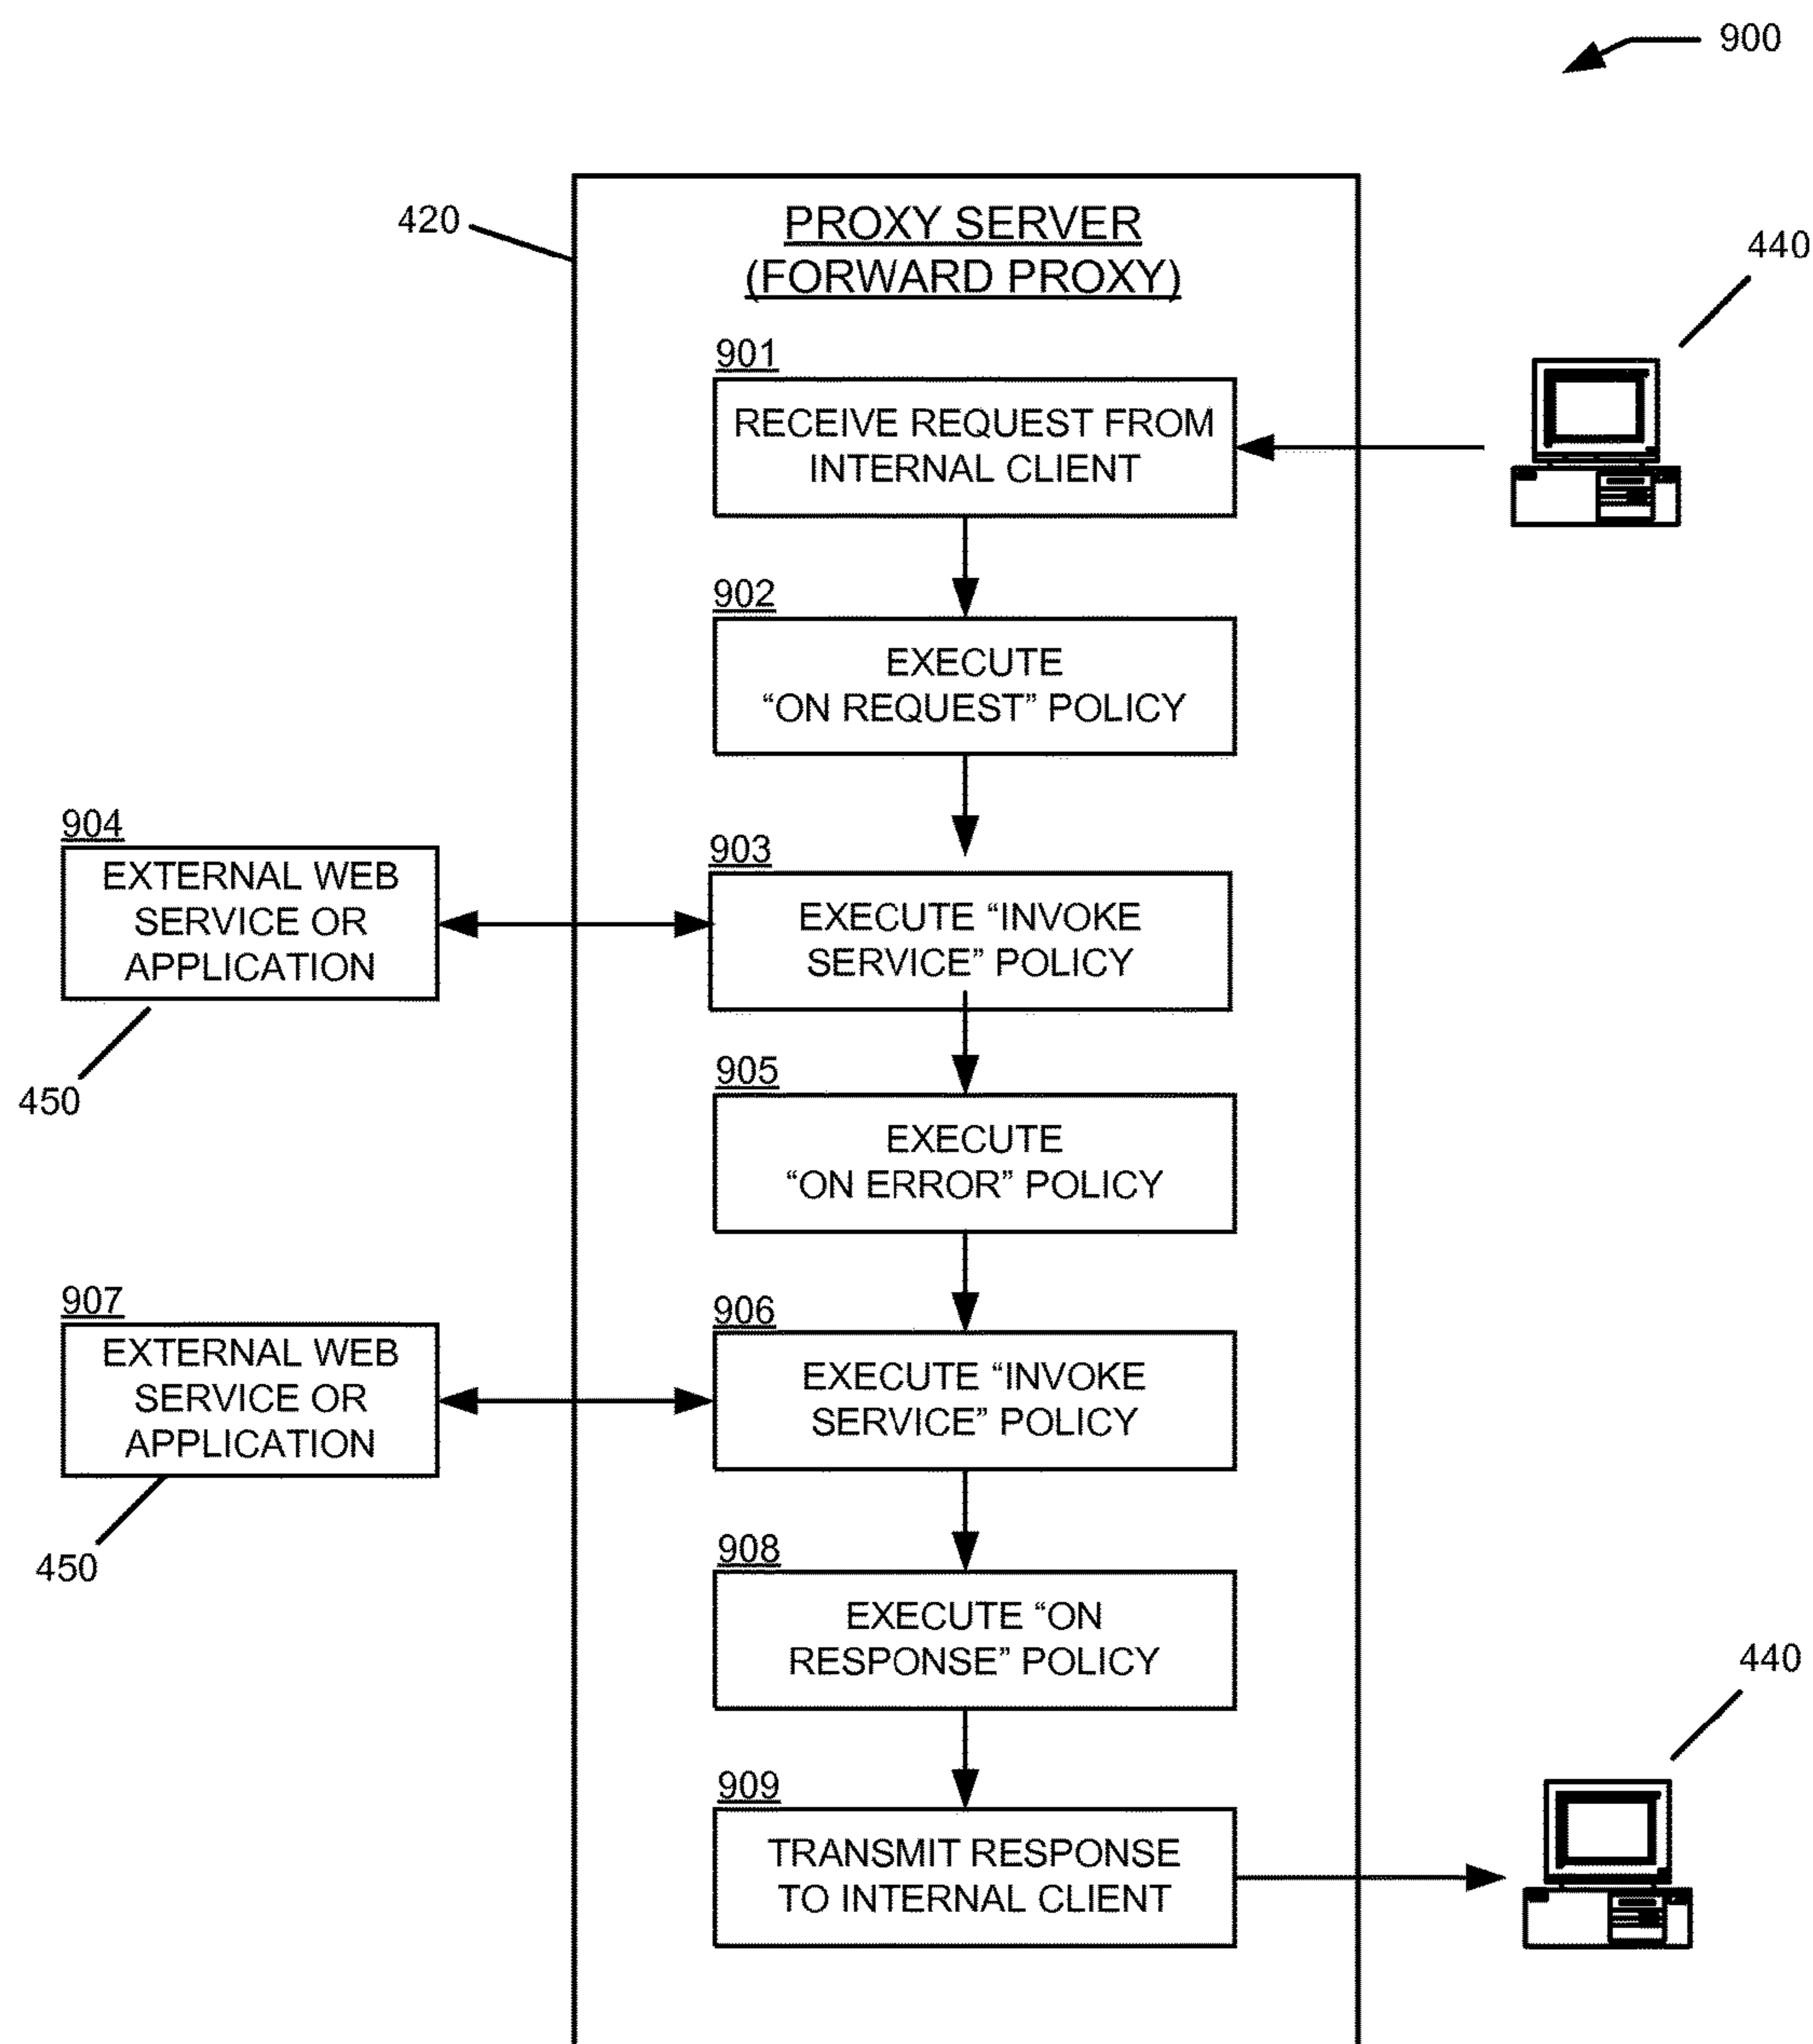 900
420
PROXY SERVER
(FORWARD PROXY)
440
901
RECEIVE REQUEST FROM
INTERNAL CLIENT
902
EXECUTE
“ON REQUEST” POLICY
904
EXTERNAL WEB
SERVICE OR
APPLICATION
450
903
EXECUTE “INVOKE
SERVICE” POLICY
905
EXECUTE
“ON ERROR” POLICY
907
EXTERNAL WEB
SERVICE OR
APPLICATION
450
906
EXECUTE “INVOKE
SERVICE” POLICY
908
EXECUTE “ON
RESPONSE” POLICY
440
909
TRANSMIT RESPONSE
TO INTERNAL CLIENT